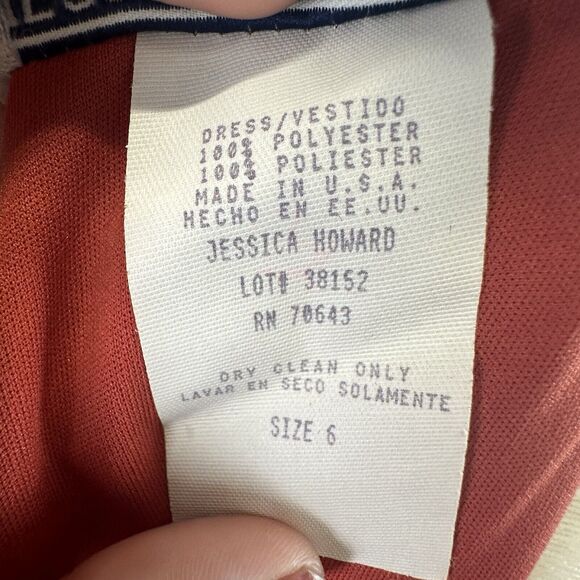 DRESS/VESTIDO
100% POLYESTER
100% POLIESTER
MADE IN U.S.A.
HECHO EN EE.UU.
JESSICA HOWARD
LOT# 38152
RN 70643
DRY CLEAN ONLY
LAVAR EN SECO SOLAMENTE
SIZE 6